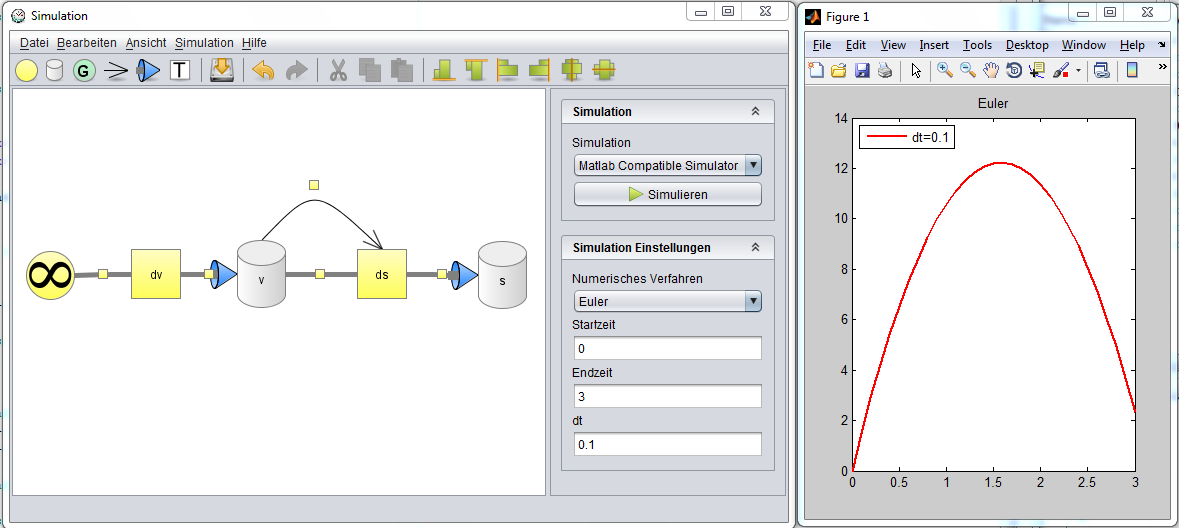 Simulation
Datei Bearbeiten Ansicht Simulation Hilfe
G T
∞ dv v ds s
Simulation
Simulation
Matlab Compatible Simulator
Simulieren
Simulation Einstellungen
Numerisches Verfahren
Euler
Startzeit
0
Endzeit
3
dt
0.1
Figure 1
File Edit View Insert Tools Desktop Window Help
Euler
dt=0.1
14
12
10
8
6
4
2
0
0 0.5 1 1.5 2 2.5 3